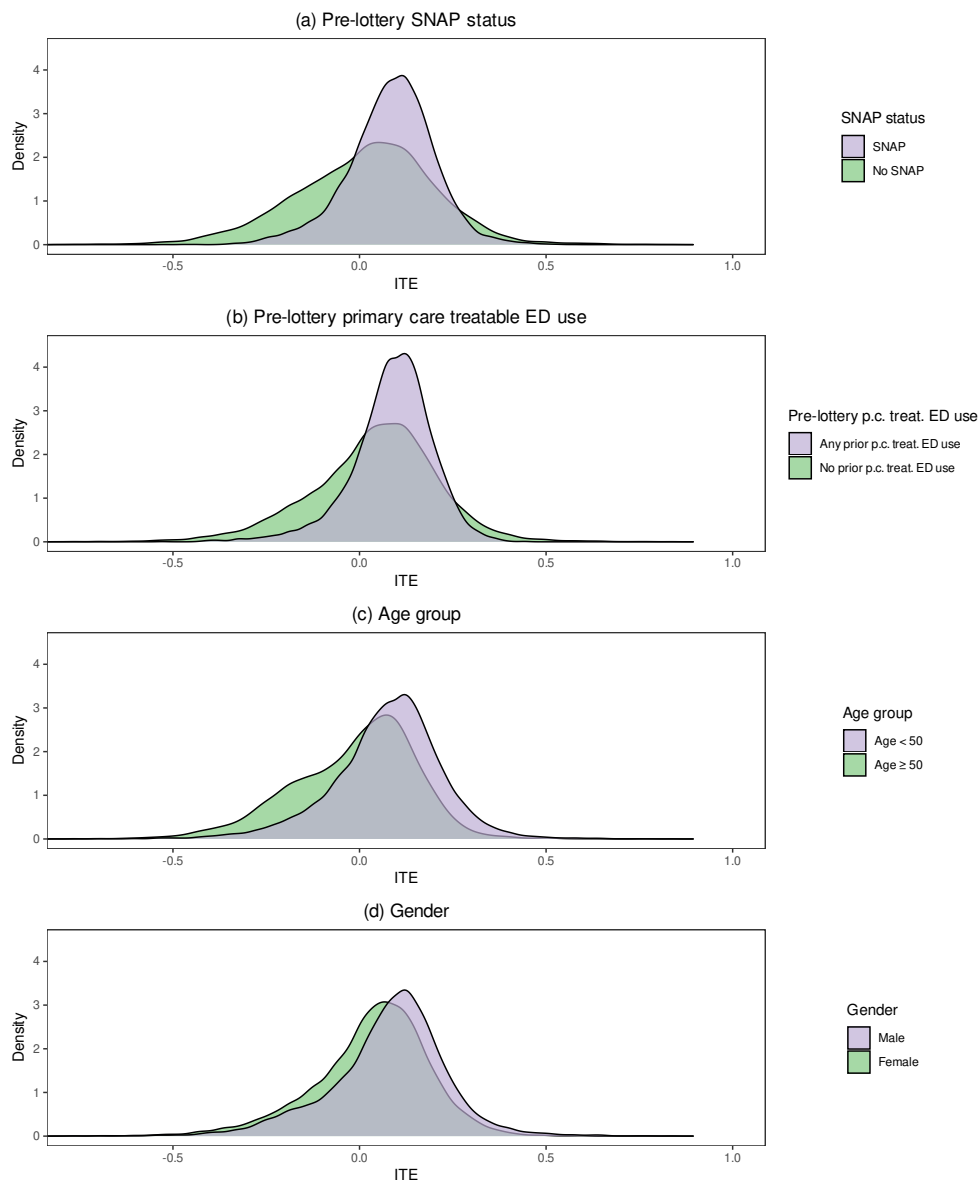 (a) Pre-lottery SNAP status
4
3
2
1
0
Density
-0.5 0.0 0.5 1.0
ITE
SNAP status
SNAP
No SNAP
(b) Pre-lottery primary care treatable ED use
4
3
2
1
0
Density
-0.5 0.0 0.5 1.0
ITE
Pre-lottery p.c. treat. ED use
Any prior p.c. treat. ED use
No prior p.c. treat. ED use
(c) Age group
4
3
2
1
0
Density
-0.5 0.0 0.5 1.0
ITE
Age group
Age < 50
Age ≥ 50
(d) Gender
4
3
2
1
0
Density
-0.5 0.0 0.5 1.0
ITE
Gender
Male
Female